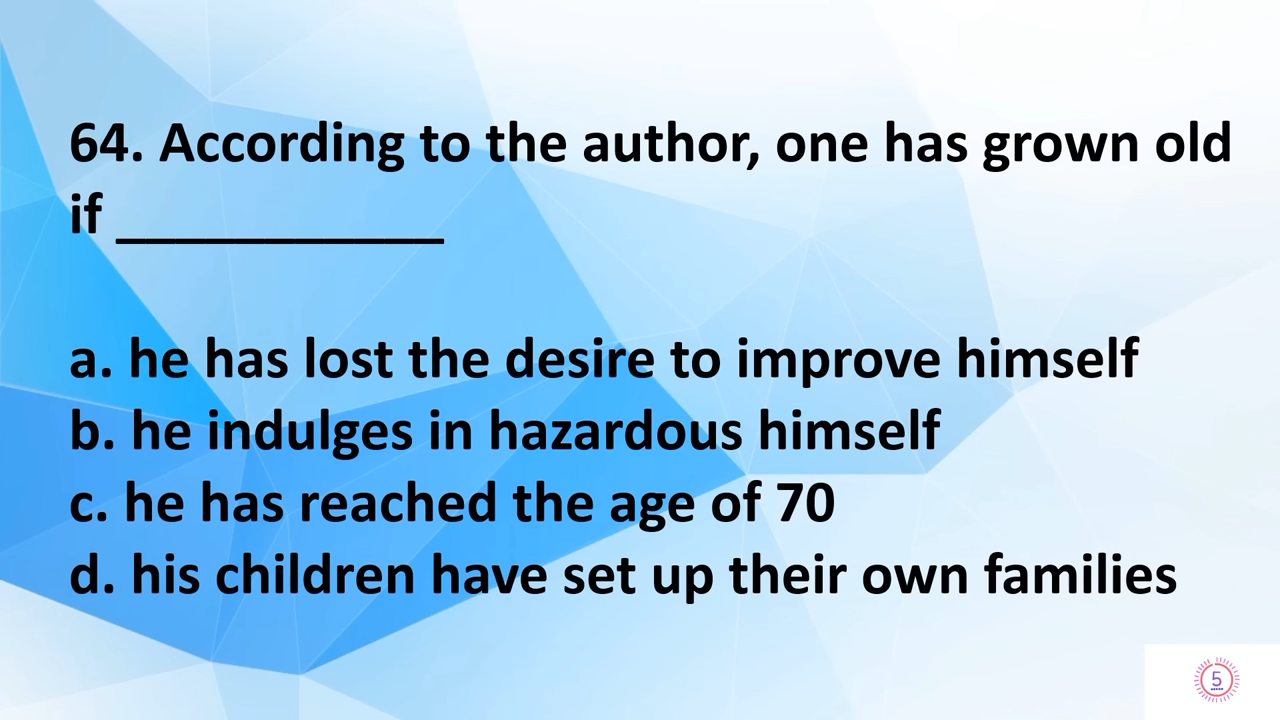 64. According to the author, one has grown old
if ____________
a. he has lost the desire to improve himself
b. he indulges in hazardous himself
c. he has reached the age of 70
d. his children have set up their own families
5